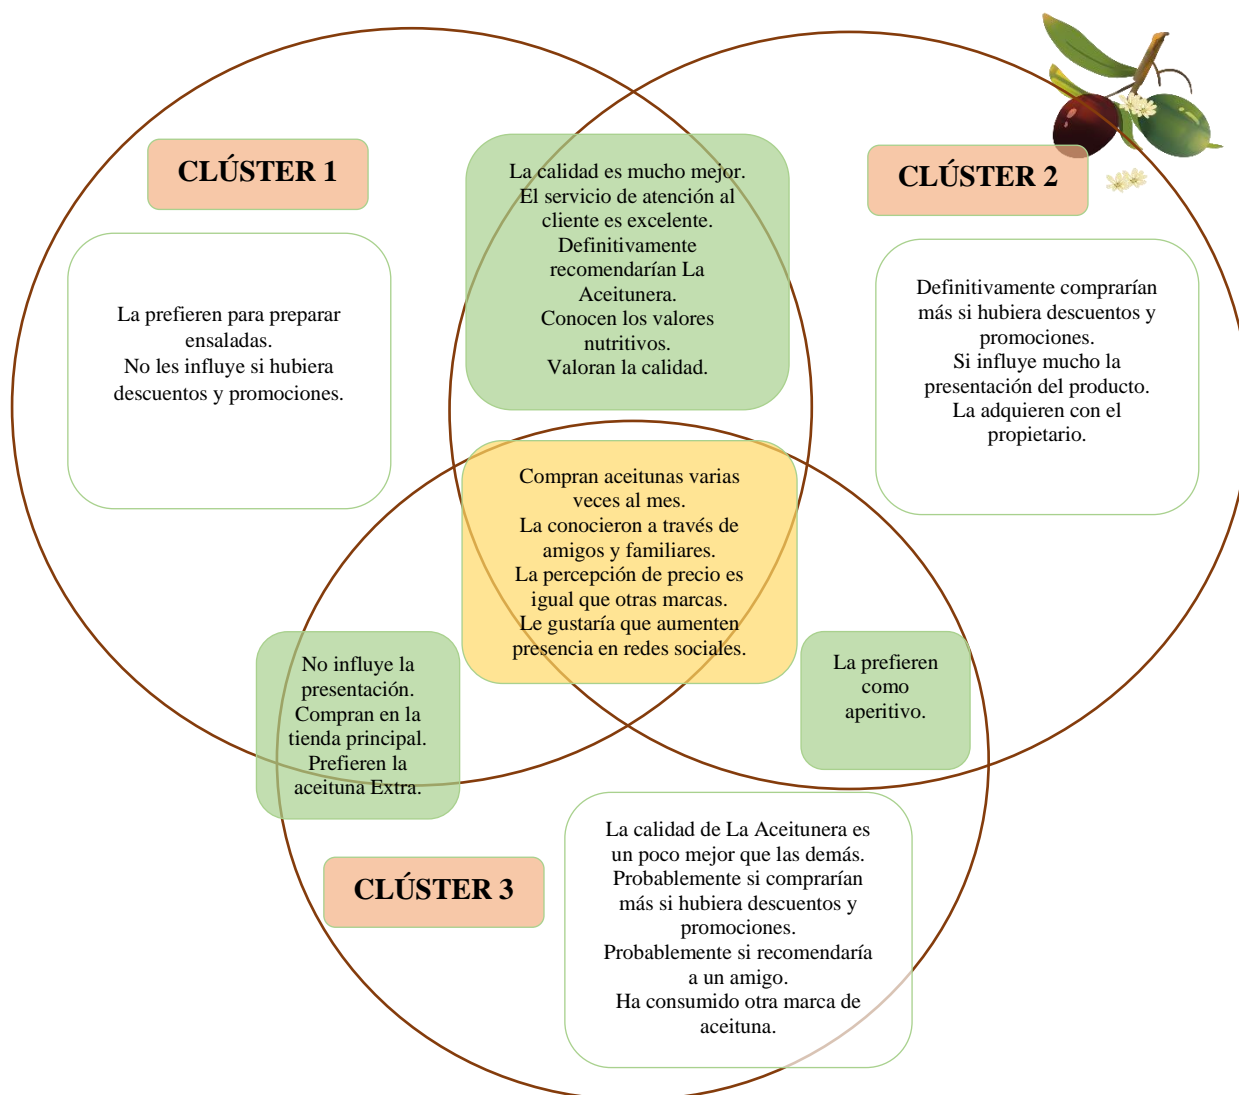 CLÚSTER 1
La prefieren para preparar
ensaladas.
No les influye si hubiera
descuentos y promociones.
La calidad es mucho mejor.
El servicio de atención al
cliente es excelente.
Definitivamente
recomendarían La
Aceitunera.
Conocen los valores
nutritivos.
Valoran la calidad.
CLÚSTER 2
Definitivamente comprarían
más si hubiera descuentos y
promociones.
Si influye mucho la
presentación del producto.
La adquieren con el
propietario.
Compran aceitunas varias
veces al mes.
La conocieron a través de
amigos y familiares.
La percepción de precio es
igual que otras marcas.
Le gustaría que aumenten
presencia en redes sociales.
No influye la
presentación.
Compran en la
tienda principal.
Prefieren la
aceituna Extra.
La prefieren
como
aperitivo.
CLÚSTER 3
La calidad de La Aceitunera es
un poco mejor que las demás.
Probablemente si comprarían
más si hubiera descuentos y
promociones.
Probablemente si recomendaría
a un amigo.
Ha consumido otra marca de
aceituna.